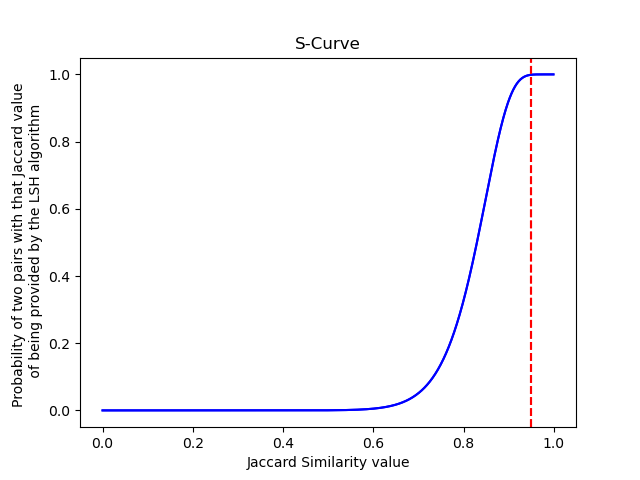 S-Curve
Probability of two pairs with that Jaccard value
of being provided by the LSH algorithm
1.0
0.8
0.6
0.4
0.2
0.0
0.0 0.2 0.4 0.6 0.8 1.0
Jaccard Similarity value